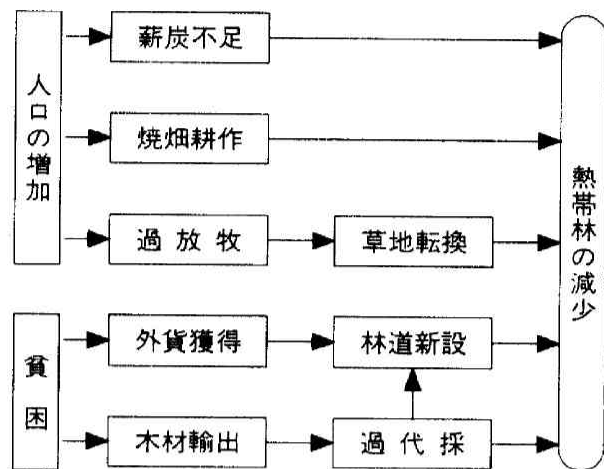 人口の増加
薪炭不足
焼畑耕作
過放牧
草地転換
貧困
外貨獲得
林道新設
木材輸出
過代採
熱帯林の減少